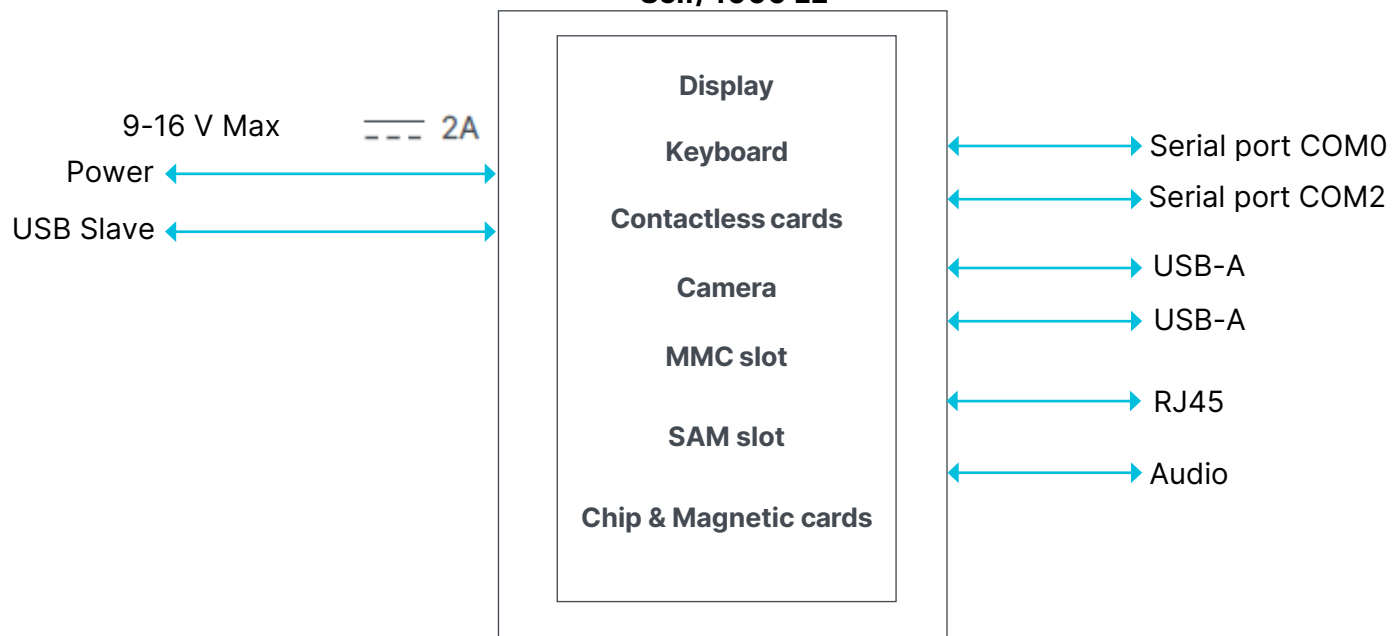 9-16 V Max
2A
Power
USB Slave
Display
Keyboard
Contactless cards
Camera
MMC slot
SAM slot
Chip & Magnetic cards
Serial port COM0
Serial port COM2
USB-A
USB-A
RJ45
Audio